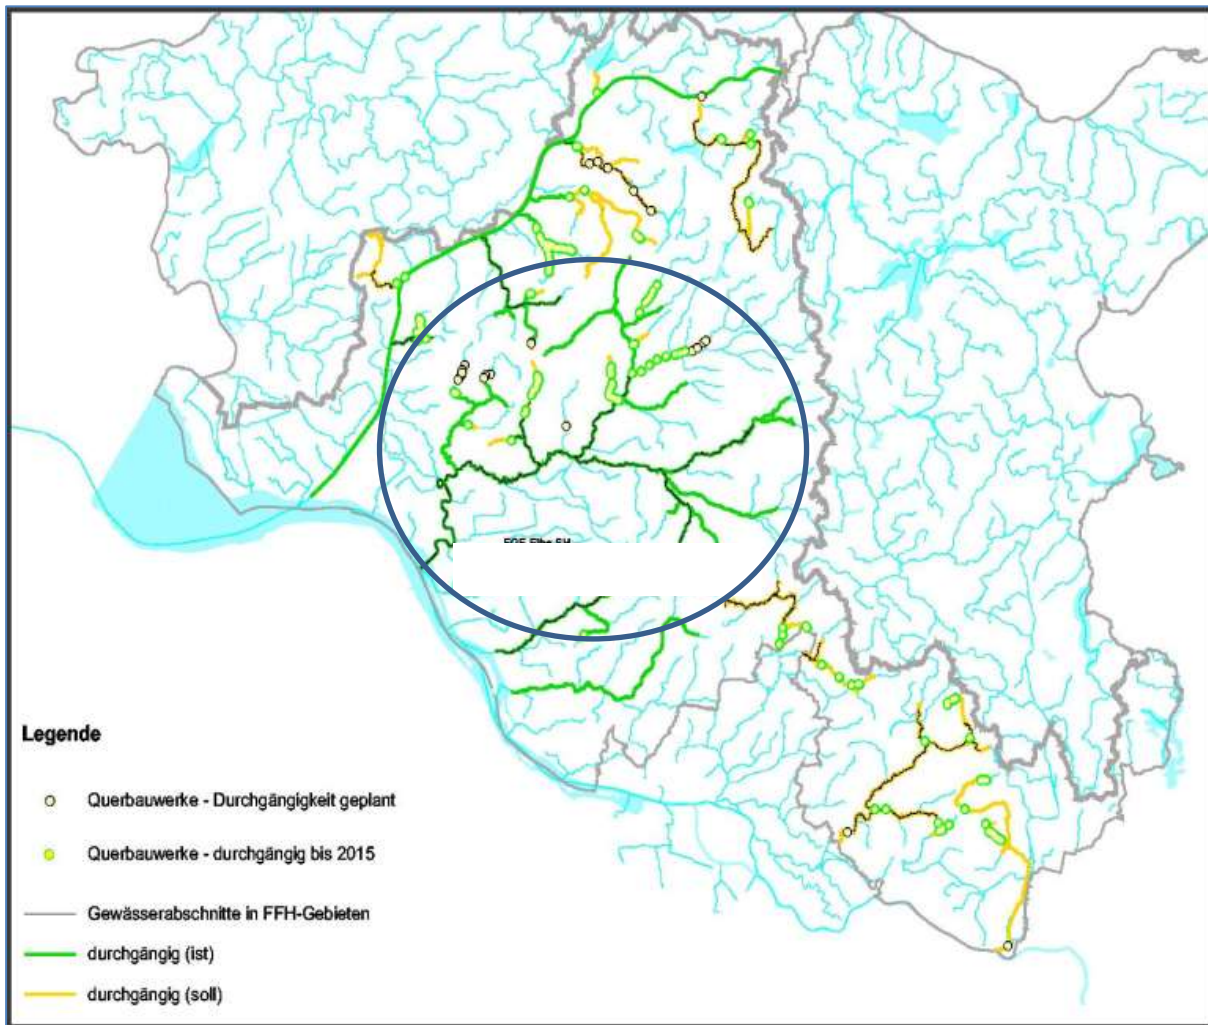 Legende
Querbauwerke - Durchgängigkeit geplant
Querbauwerke - durchgängig bis 2015
Gewässerabschnitte in FFH-Gebieten
durchgängig (ist)
durchgängig (soll)